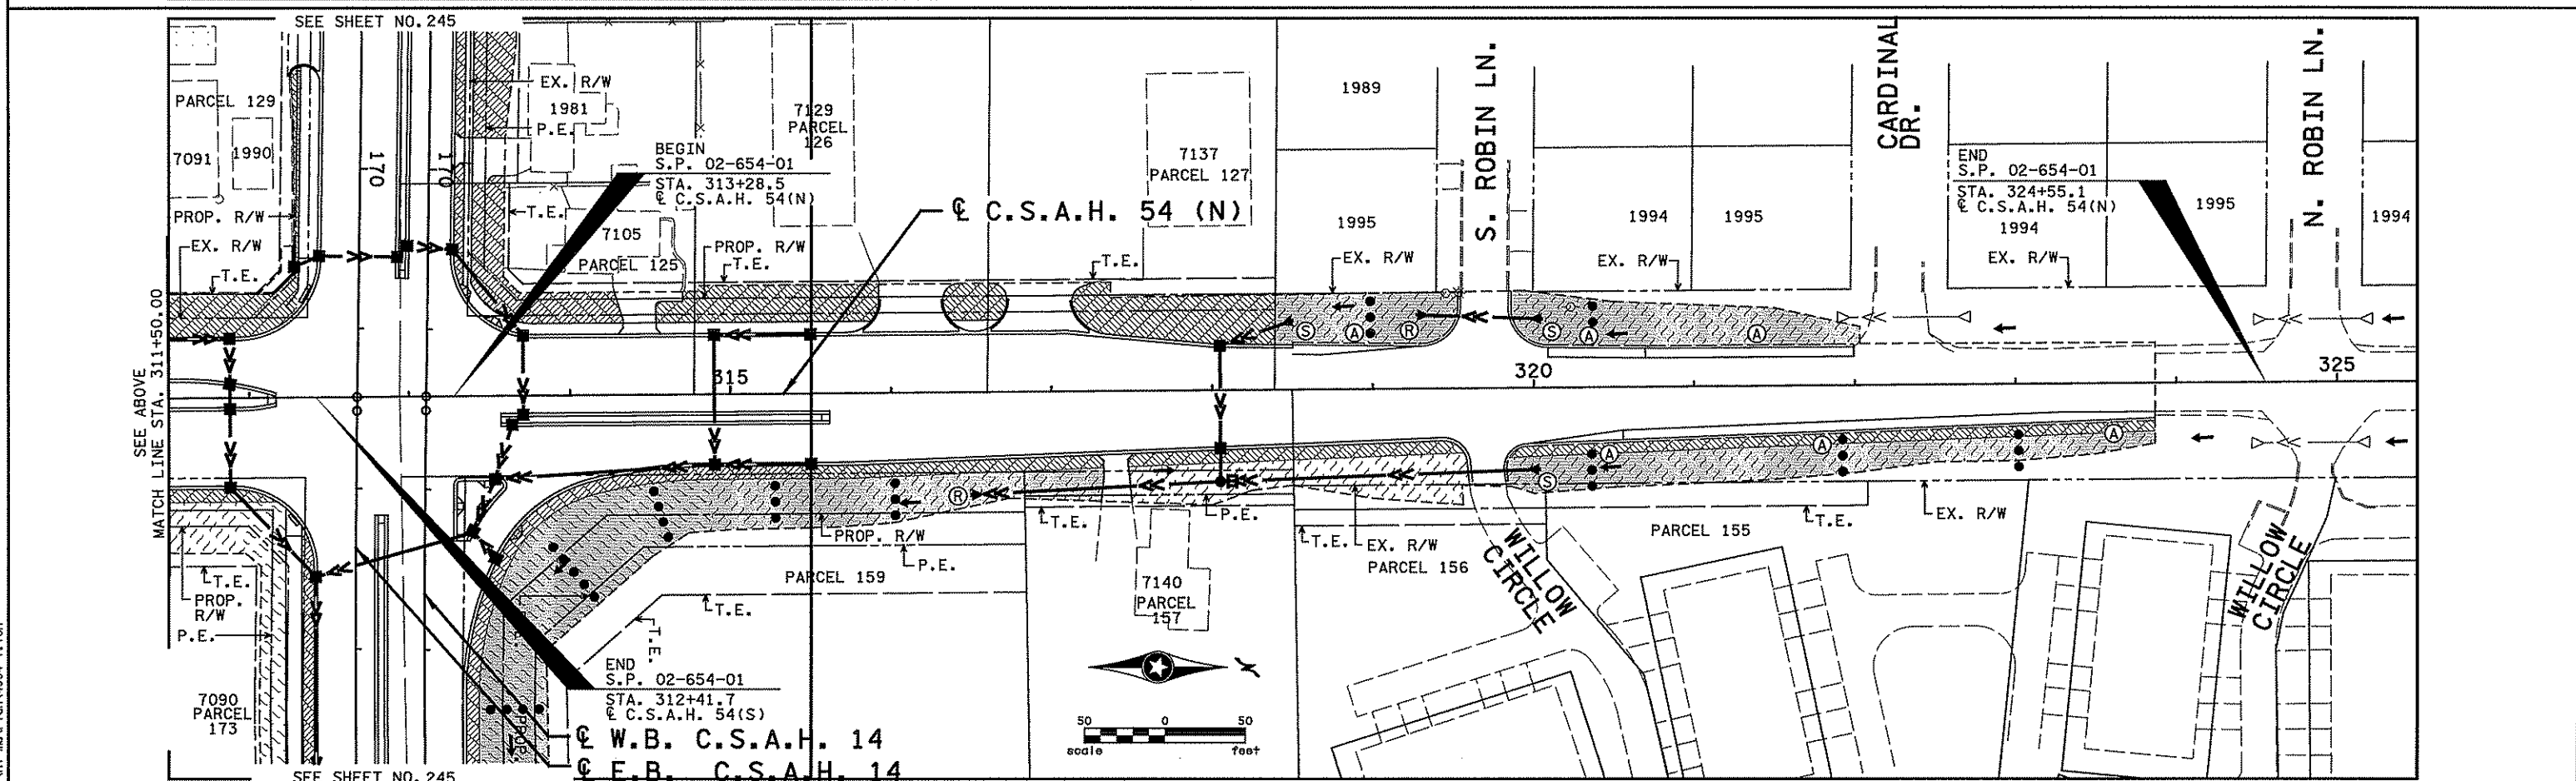 SEE SHEET NO. 245
EX. R/W
1981
P.E.
PARCEL 129
7091
1990
PROP. R/W
EX. R/W
T.E.
170
170
BEGIN
S.P. 02-654-01
STA. 313+28.5
℄ C.S.A.H. 54(N)
T.E.
7105
PARCEL 125
7129
PARCEL
126
PROP. R/W
T.E.
℄ C.S.A.H. 54 (N)
7137
PARCEL 127
T.E.
1989
1995
EX. R/W
S. ROBIN LN.
1994
1995
EX. R/W
CARDINAL
DR.
END
S.P. 02-654-01
STA. 324+55.1
℄ C.S.A.H. 54(N)
1994
EX. R/W
1995
N. ROBIN LN.
1994
S
A
R
S
A
A
315
320
325
SEE ABOVE
MATCH LINE STA. 311+50.00
A
A
A
S
R
T.E.
PROP.
R/W
P.E.
7090
PARCEL
173
PROP. R/W
P.E.
PARCEL 159
T.E.
T.E.
T.E.
P.E.
7140
PARCEL
157
T.E.
EX. R/W
PARCEL 156
WILLOW
CIRCLE
PARCEL 155
T.E.
EX. R/W
WILLOW
CIRCLE
END
S.P. 02-654-01
STA. 312+41.7
℄ C.S.A.H. 54(S)
PROP.
℄ W.B. C.S.A.H. 14
℄ E.B. C.S.A.H. 14
50 0 50
scale feet
SEE SHEET NO. 245